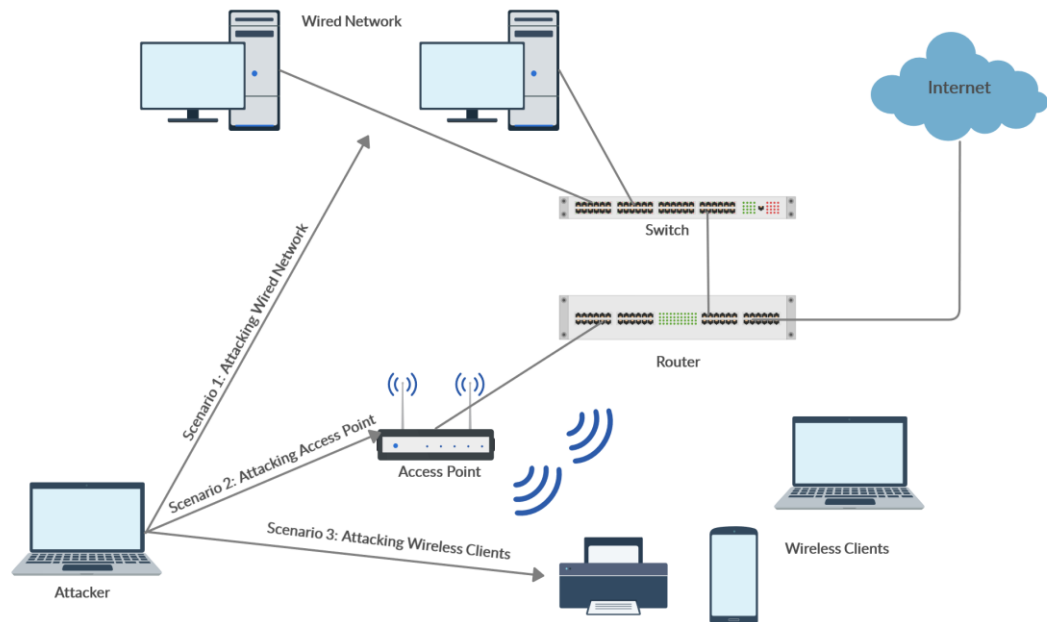 Wired Network
Internet
Switch
Scenario 1: Attacking Wired Network
Router
Scenario 2: Attacking Access Point
Access Point
Scenario 3: Attacking Wireless Clients
Wireless Clients
Attacker